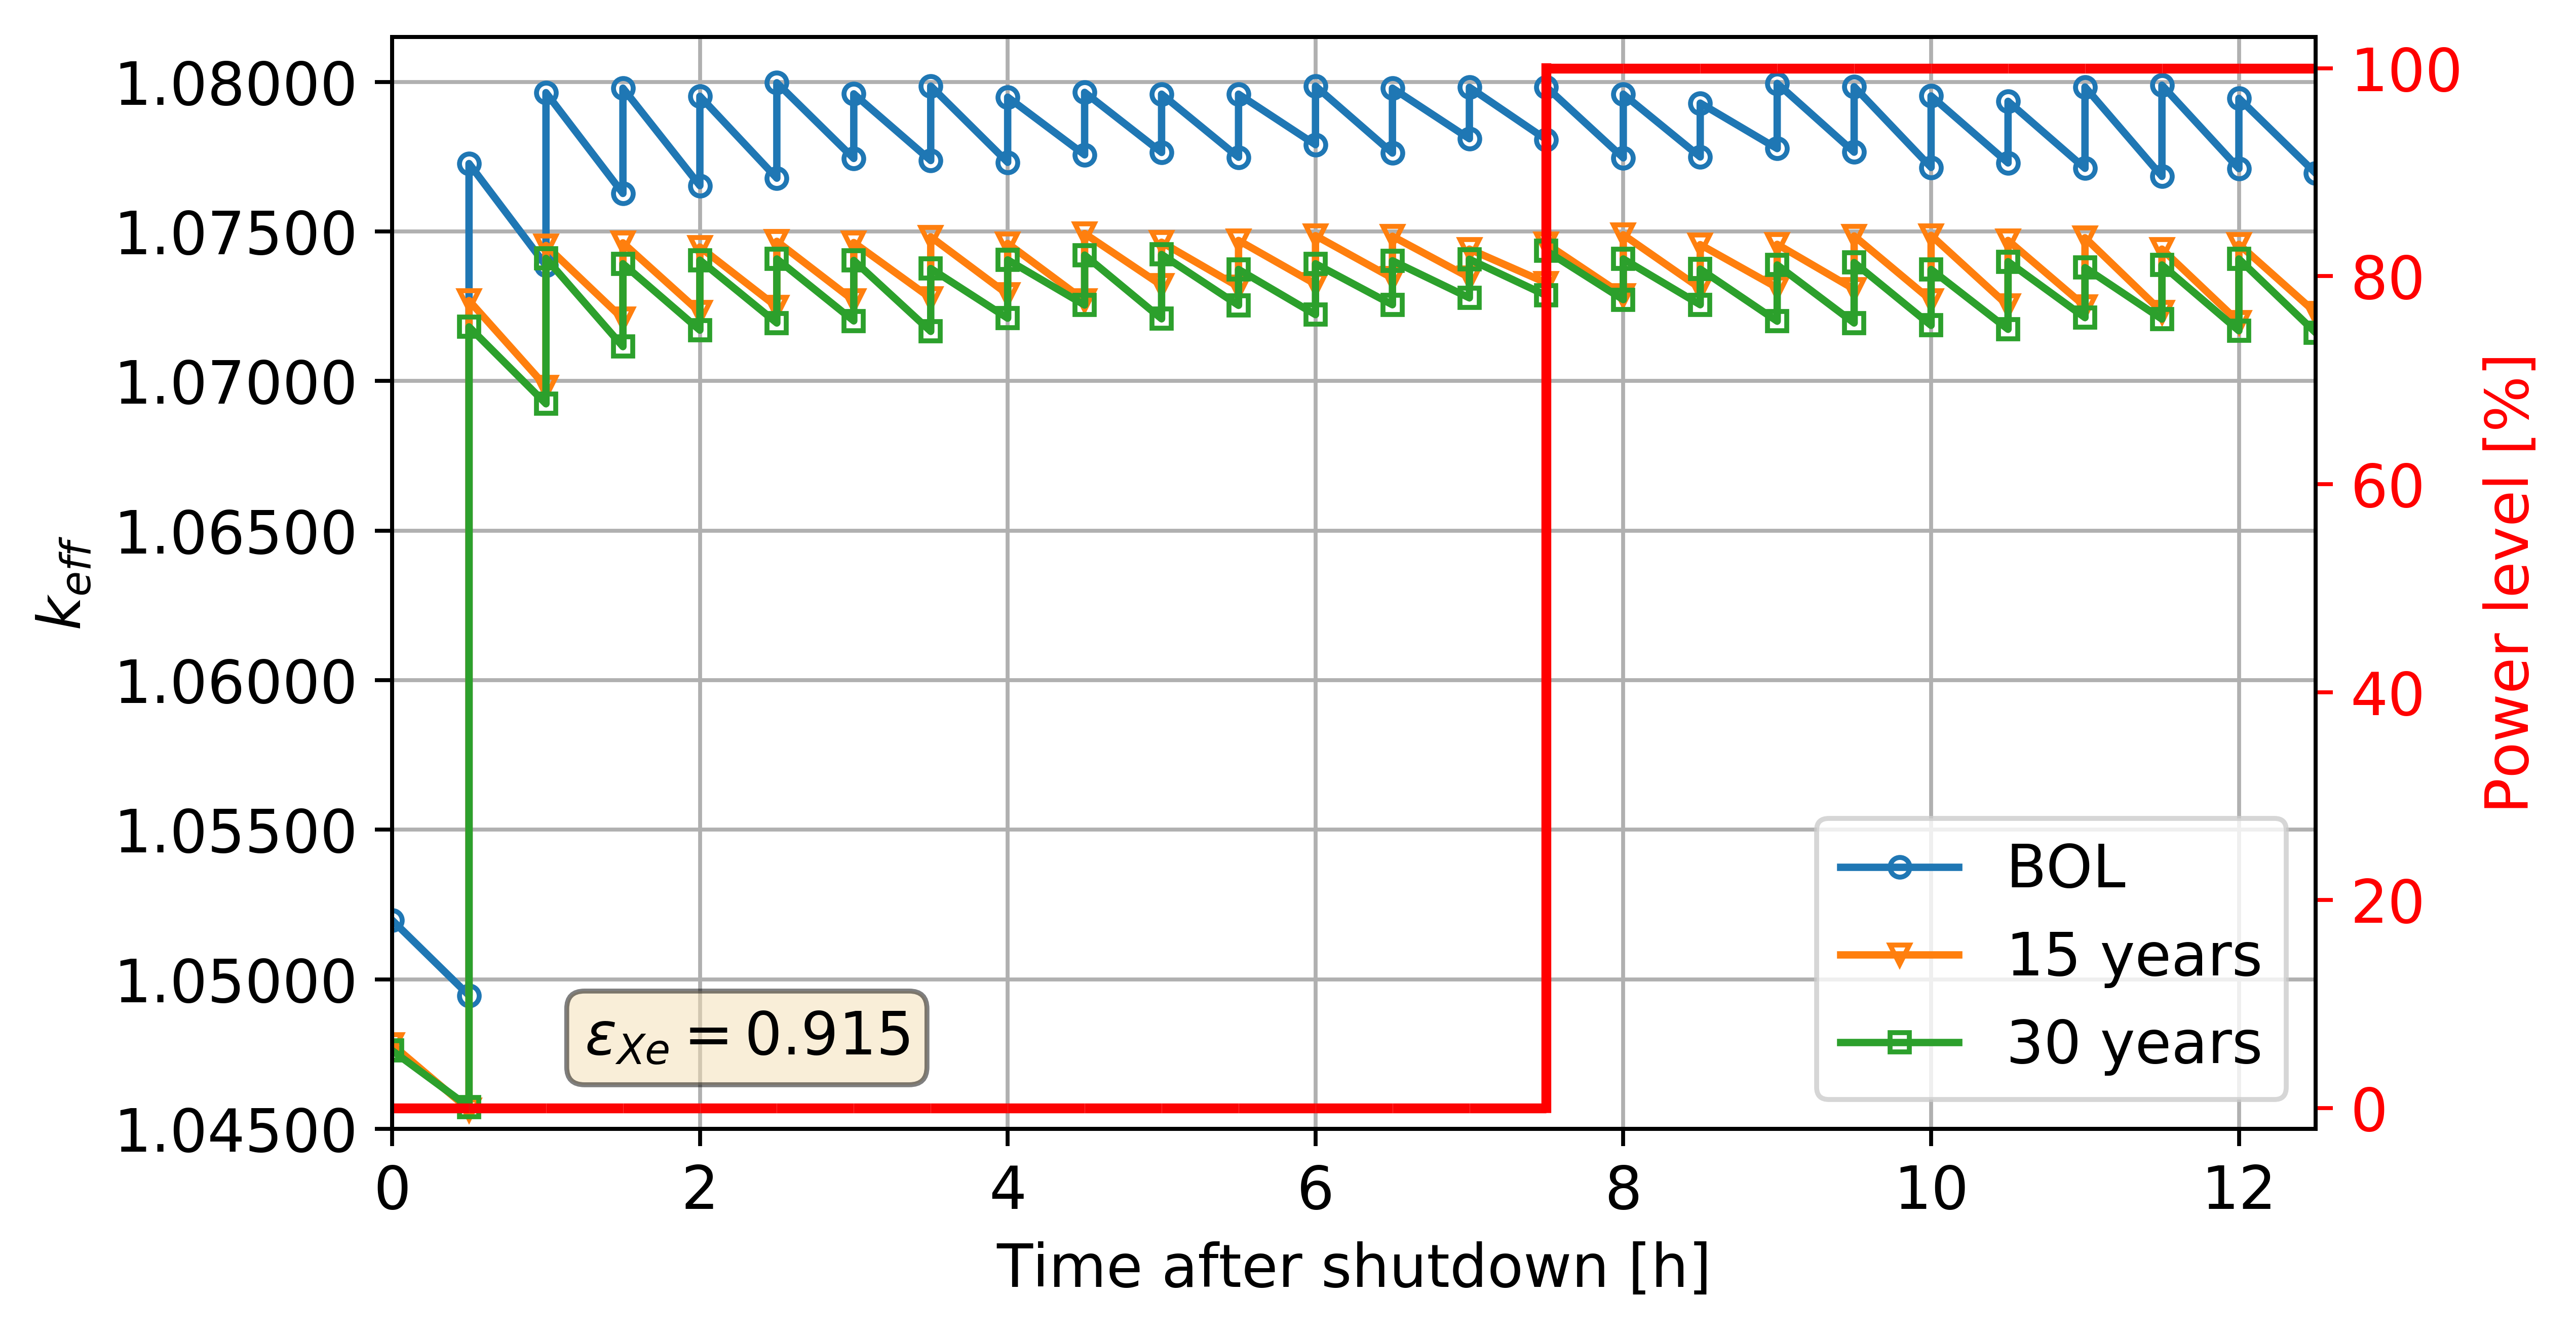 1.08000
1.07500
1.07000
1.06500
1.06000
1.05500
1.05000
1.04500
k_eff
0 2 4 6 8 10 12
Time after shutdown [h]
100
80
60
40
20
0
Power level [%]
ε_Xe = 0.915
BOL
15 years
30 years